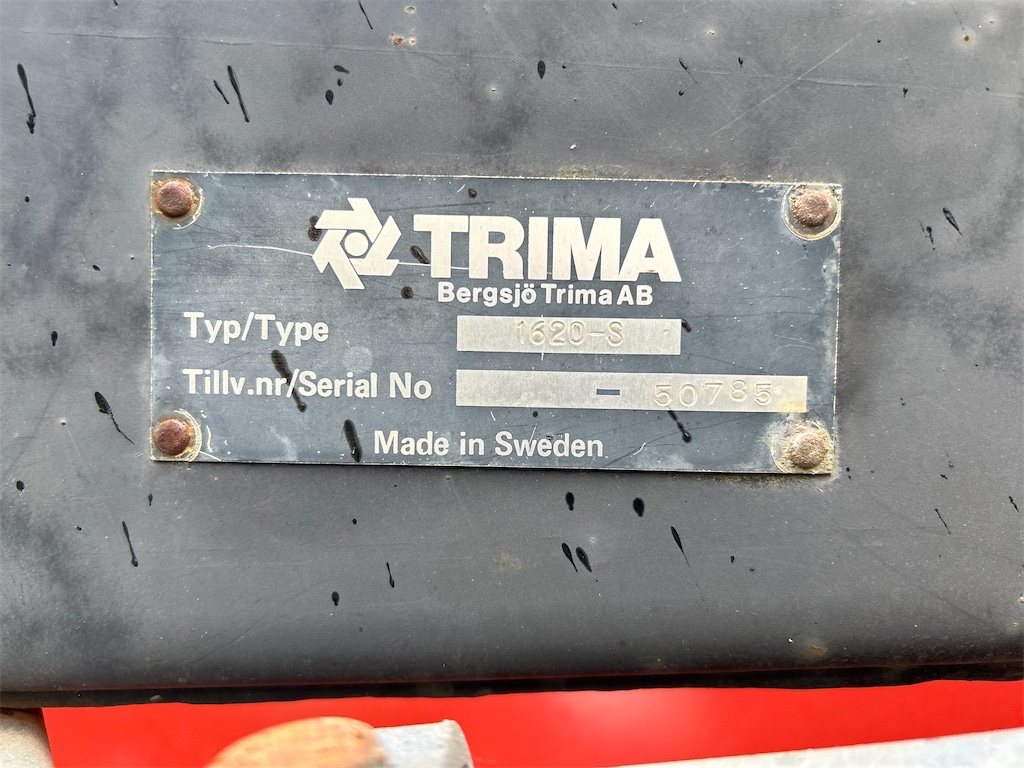 TRIMA
Bergsjö Trima AB
Typ/Type 1620-S
Tillv.nr/Serial No - 50785
Made in Sweden